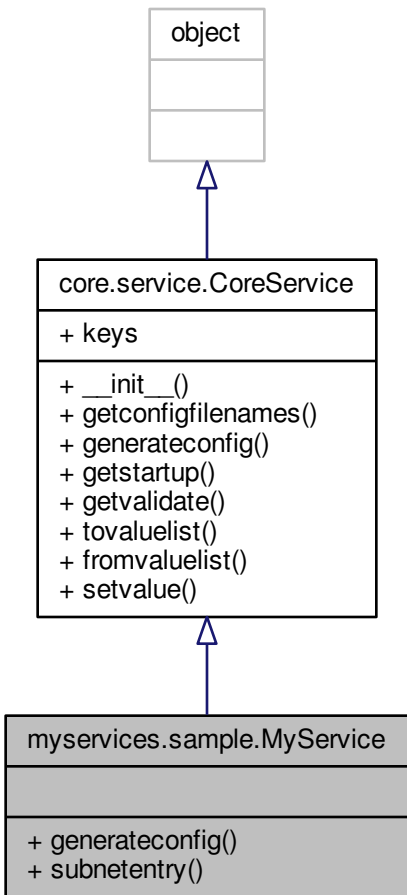 object
core.service.CoreService
+ keys
+ __init__()
+ getconfigfilenames()
+ generateconfig()
+ getstartup()
+ getvalidate()
+ tovaluelist()
+ fromvaluelist()
+ setvalue()
myservices.sample.MyService
+ generateconfig()
+ subnetentry()